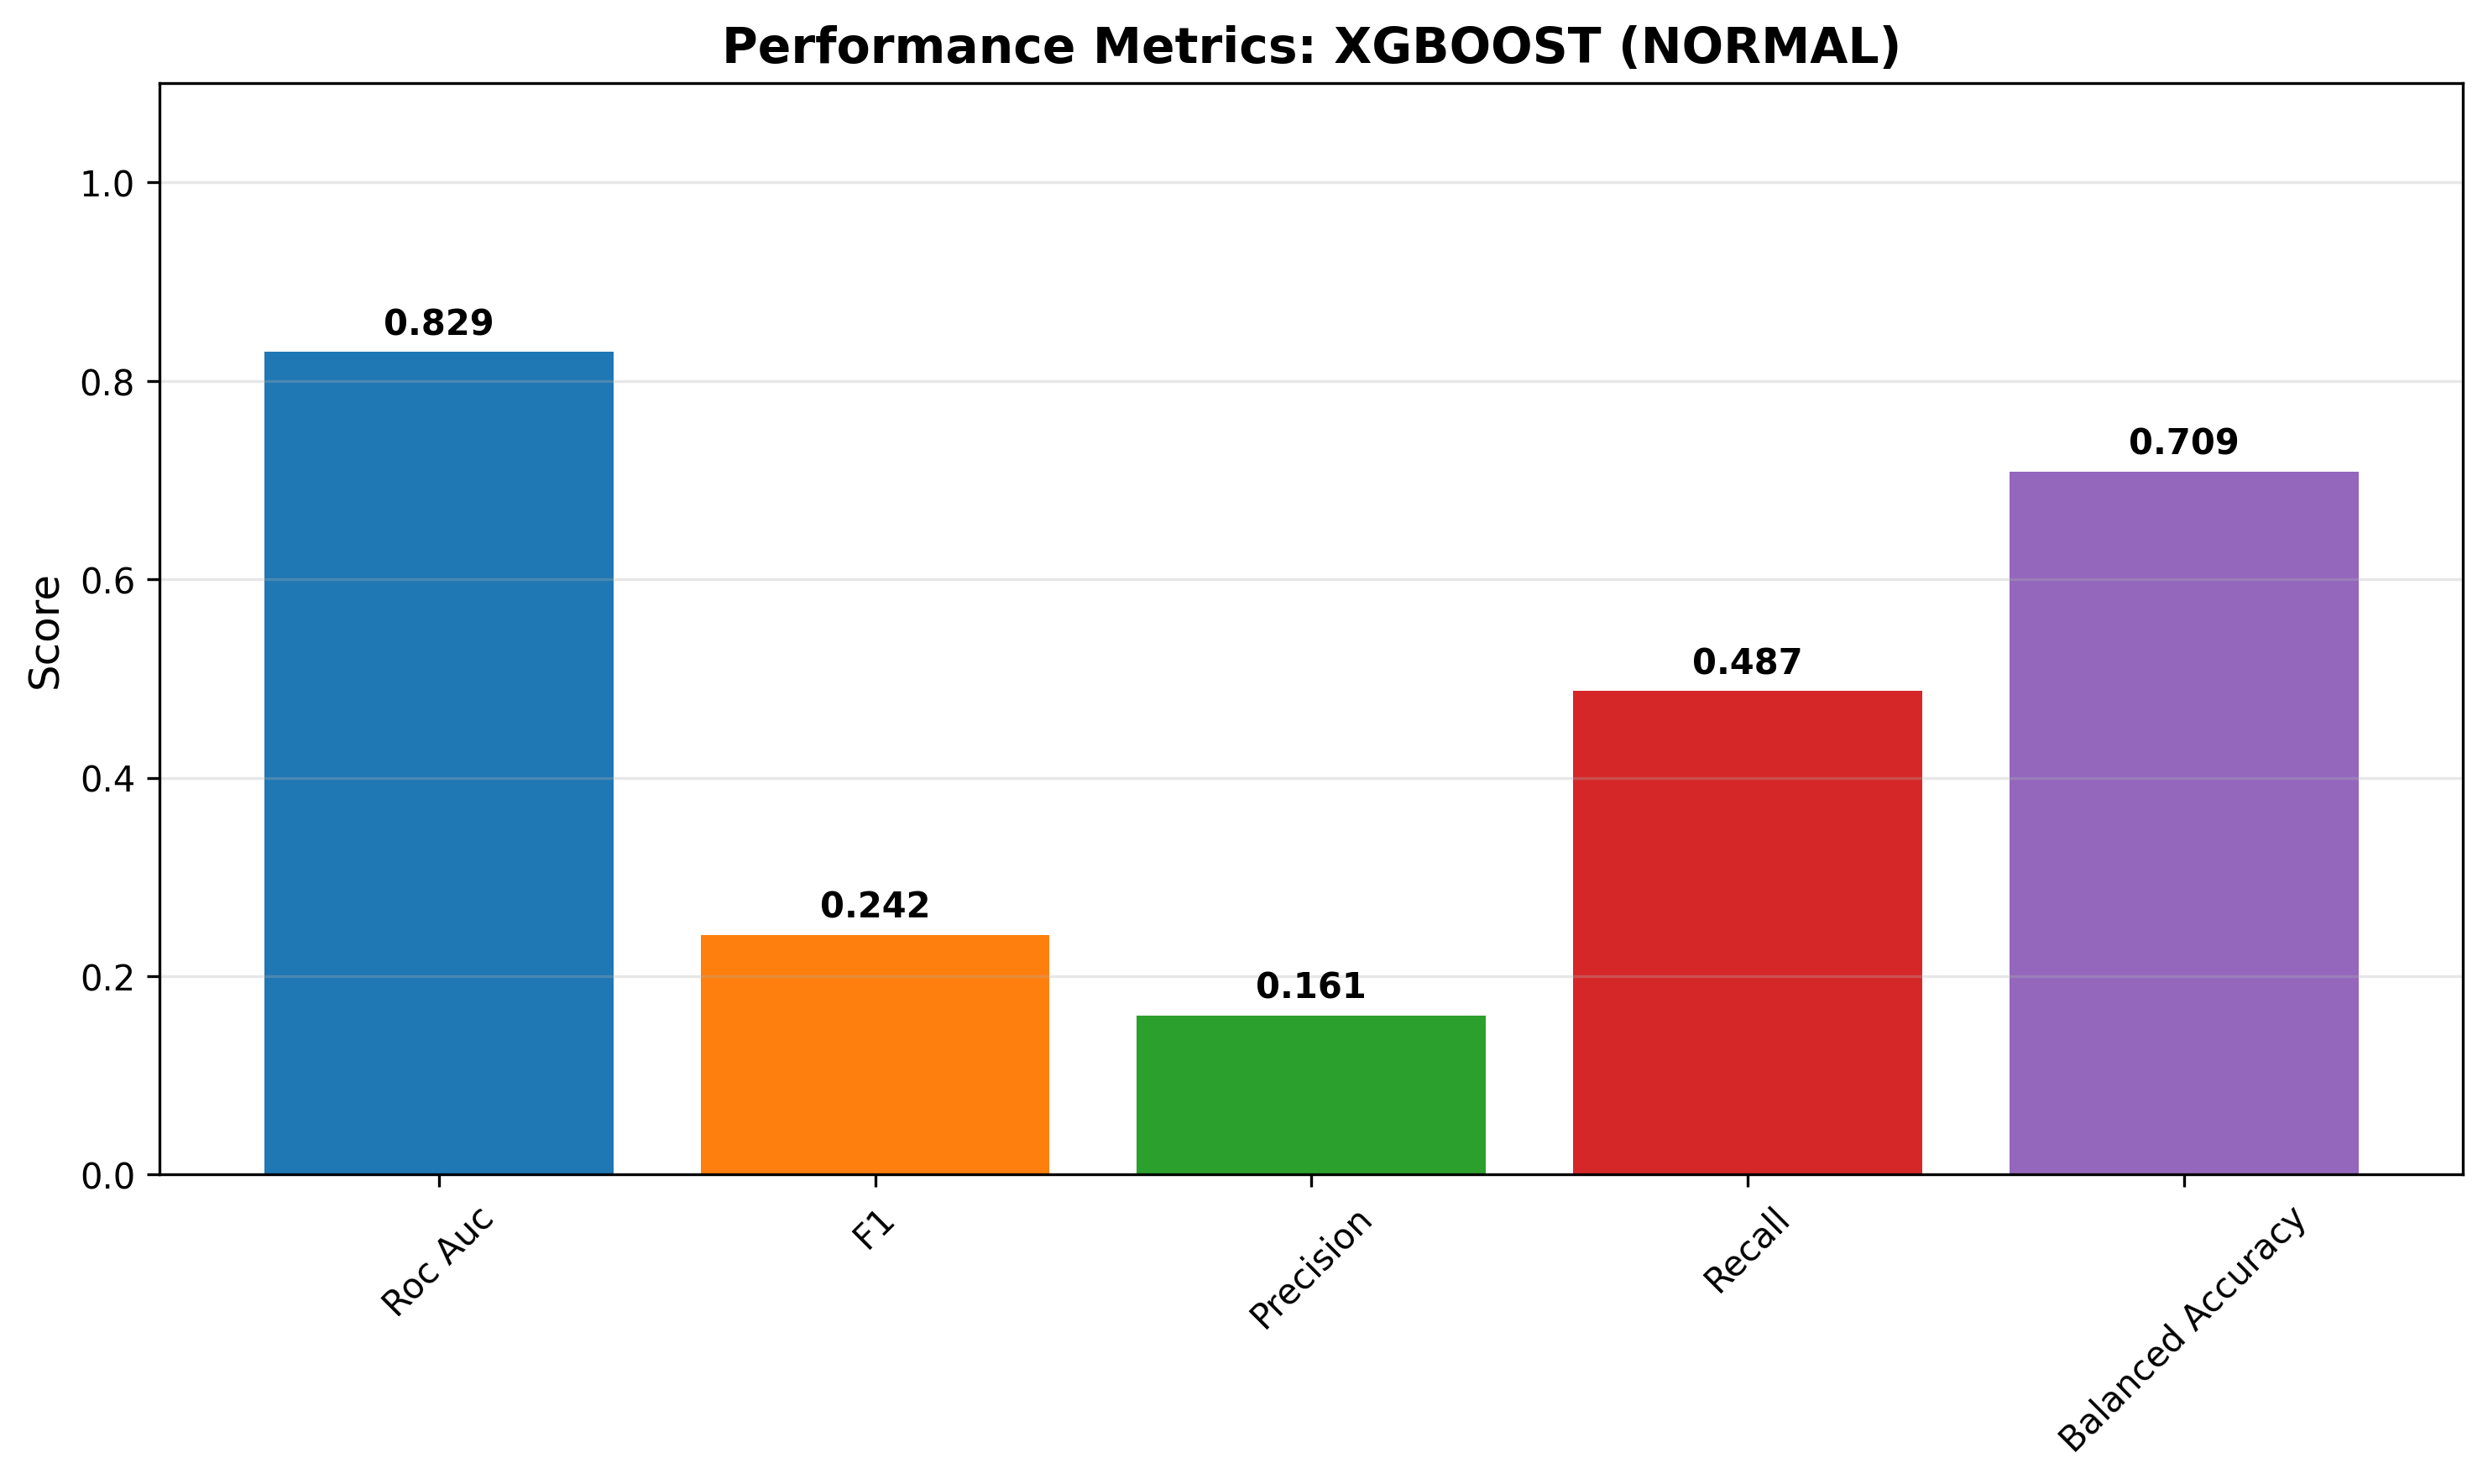 Performance Metrics: XGBOOST (NORMAL)
Score
1.0
0.8
0.6
0.4
0.2
0.0
0.829
0.242
0.161
0.487
0.709
Roc Auc
F1
Precision
Recall
Balanced Accuracy